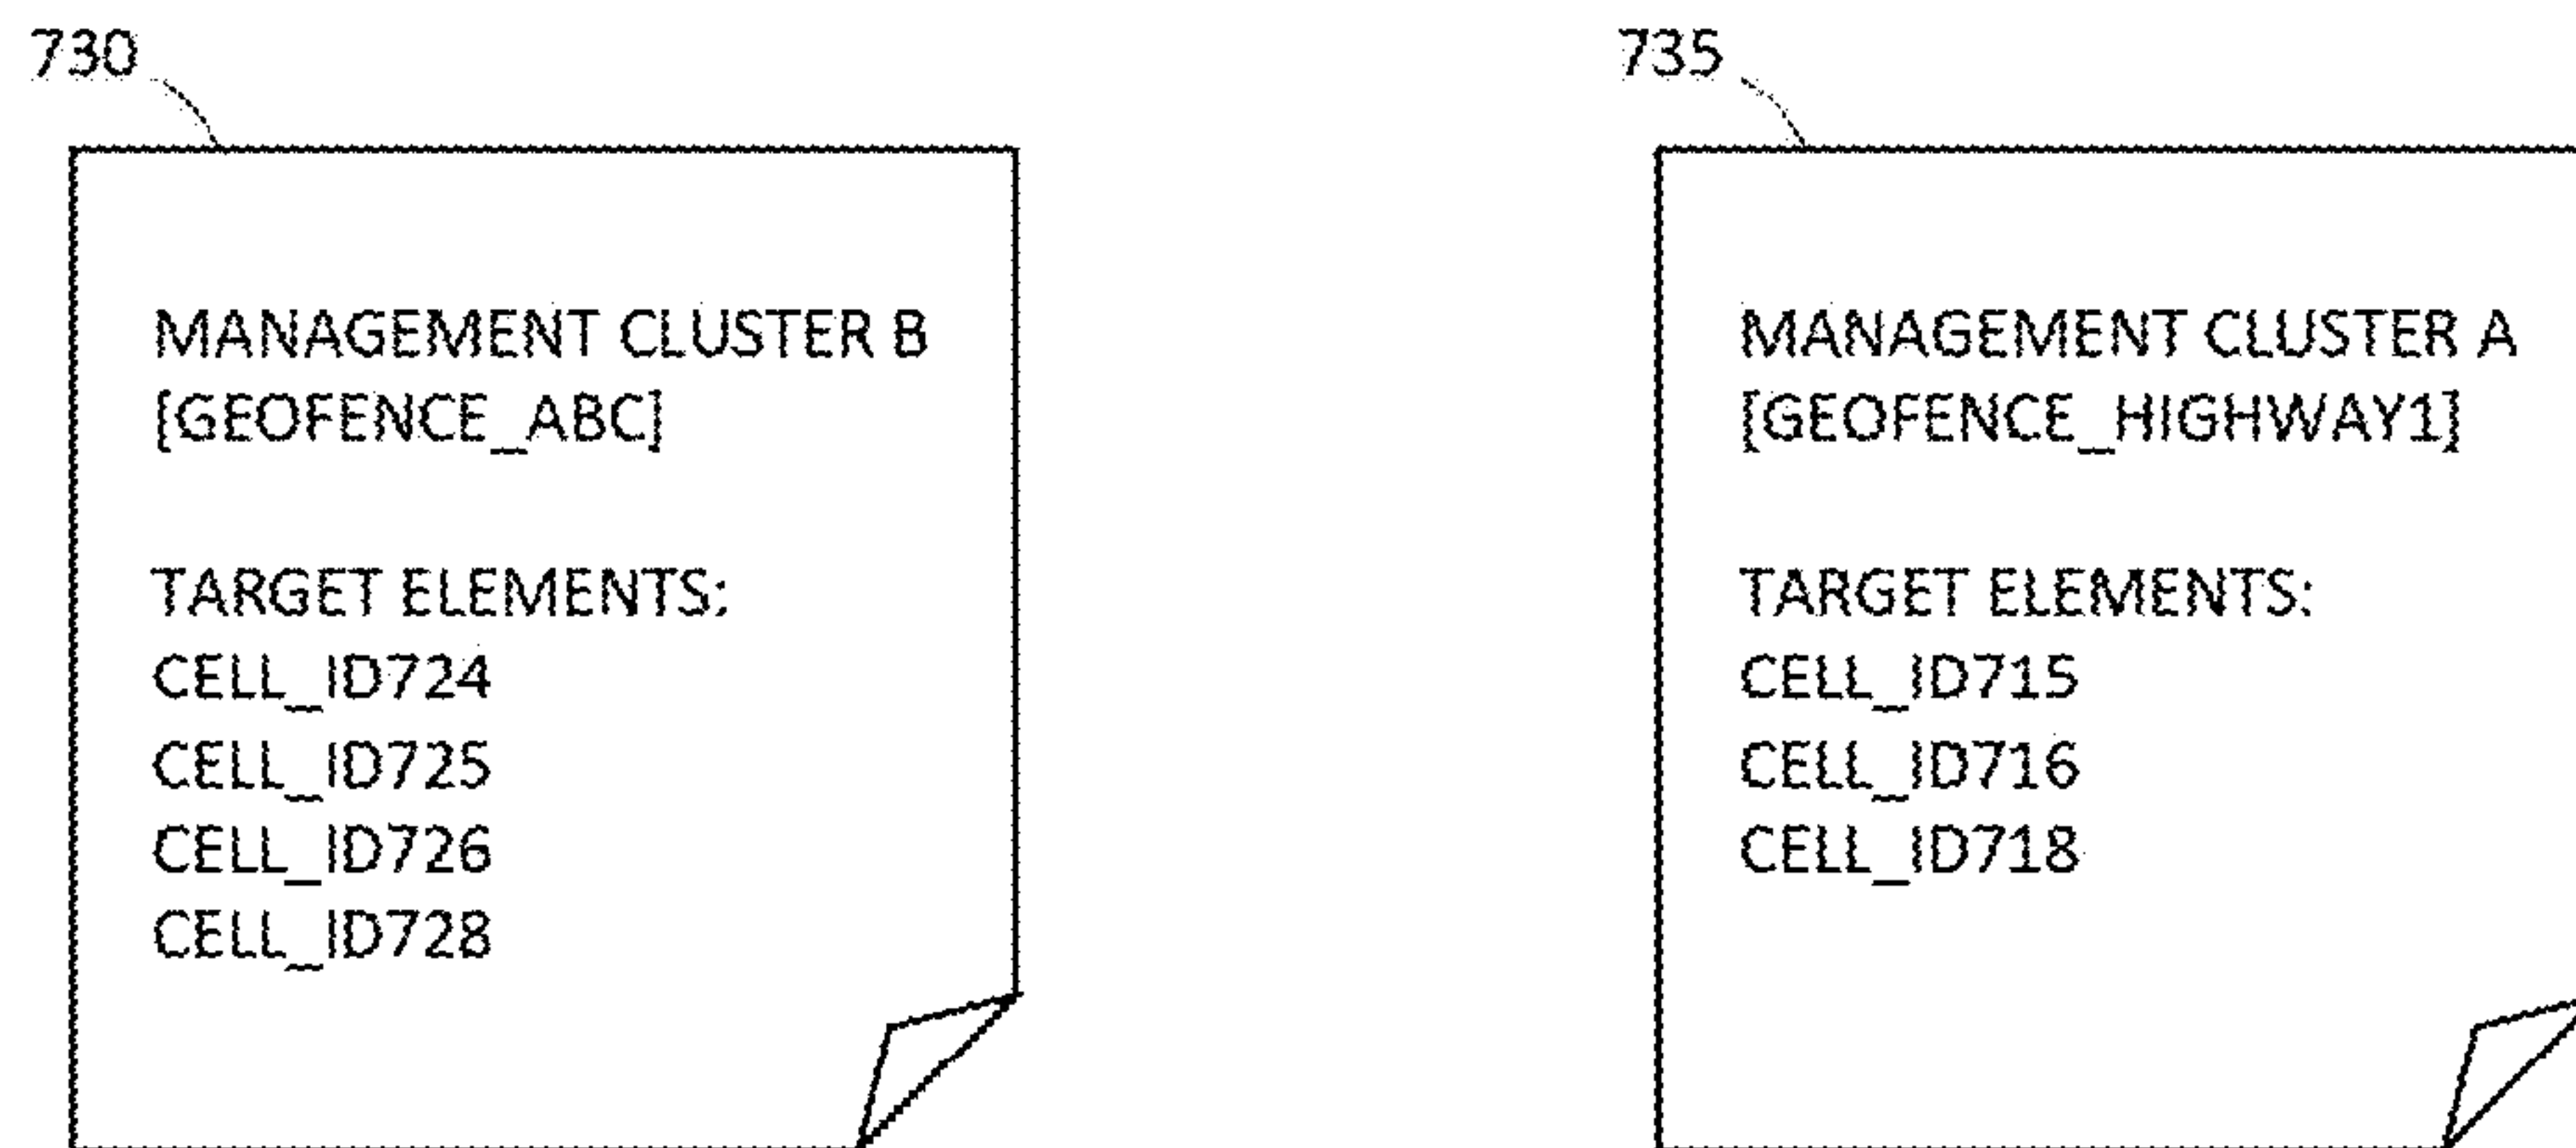 730
MANAGEMENT CLUSTER B
[GEOFENCE_ABC]
TARGET ELEMENTS:
CELL_ID724
CELL_ID725
CELL_ID726
CELL_ID728
735
MANAGEMENT CLUSTER A
[GEOFENCE_HIGHWAY1]
TARGET ELEMENTS:
CELL_ID715
CELL_ID716
CELL_ID718